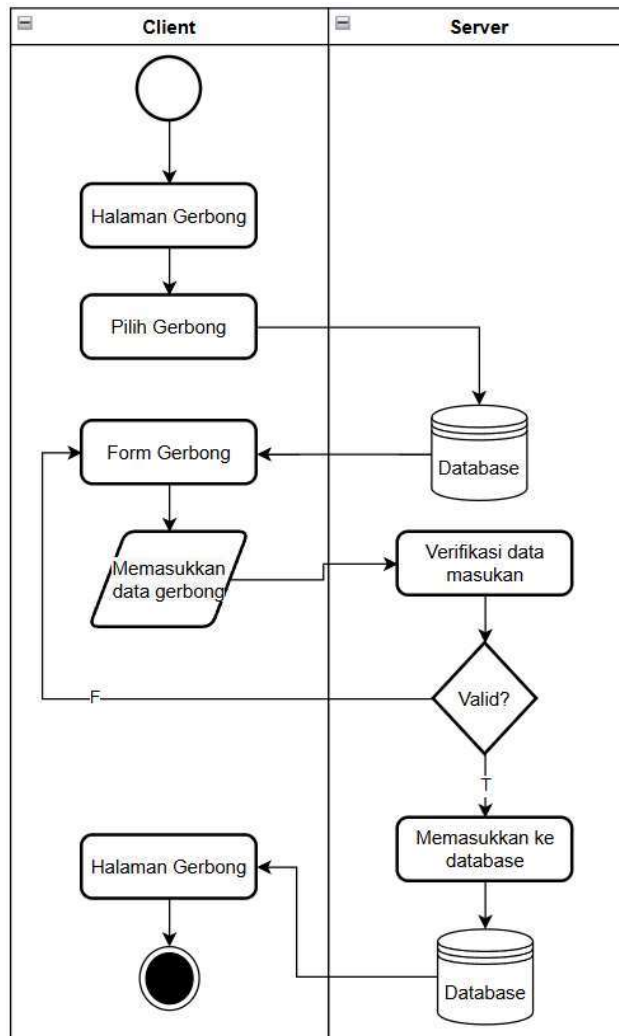 Client
Server
Halaman Gerbong
Pilih Gerbong
Database
Form Gerbong
Memasukkan
data gerbong
Verifikasi data
masukan
Valid?
F
T
Memasukkan ke
database
Halaman Gerbong
Database